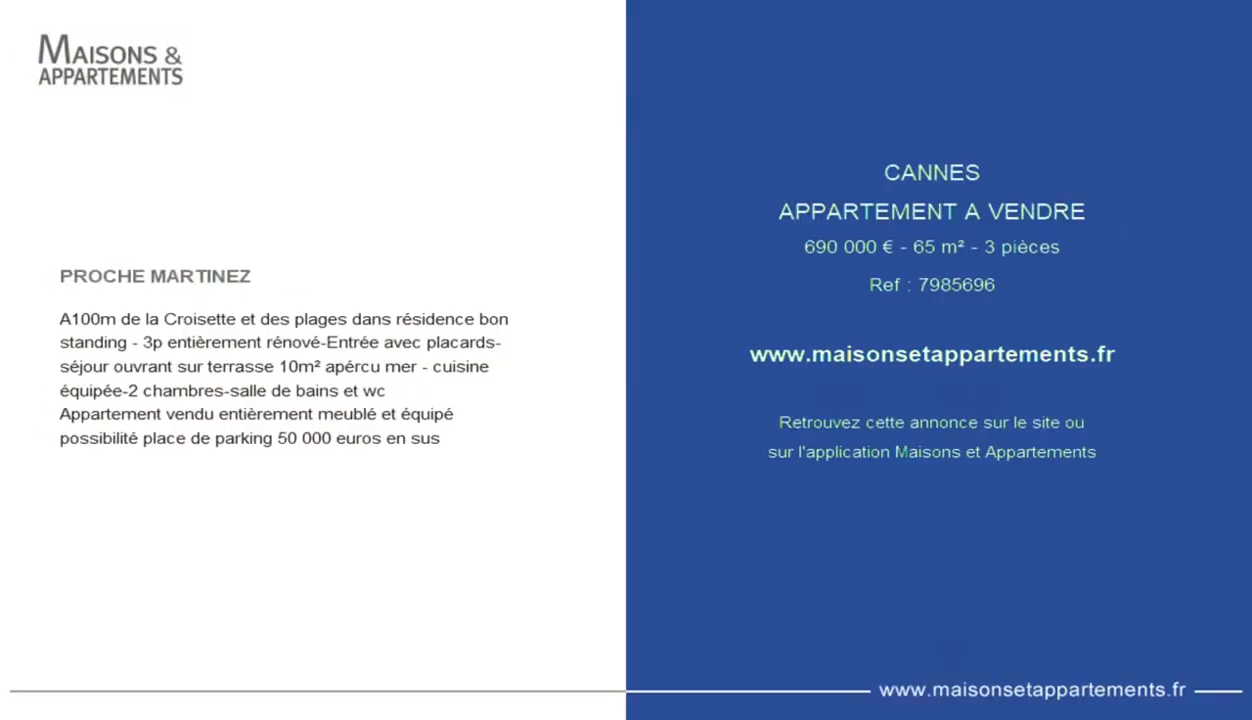 MAISONS &
APPARTEMENTS
PROCHE MARTINEZ
A100m de la Croisette et des plages dans résidence bon
standing - 3p entièrement rénové-Entrée avec placards-
séjour ouvrant sur terrasse 10m² apércu mer - cuisine
équipée-2 chambres-salle de bains et wc
Appartement vendu entièrement meublé et équipé
possibilité place de parking 50 000 euros en sus
CANNES
APPARTEMENT A VENDRE
690 000 € - 65 m² - 3 pièces
Ref : 7985696
www.maisonsetappartements.fr
Retrouvez cette annonce sur le site ou
sur l'application Maisons et Appartements
www.maisonsetappartements.fr